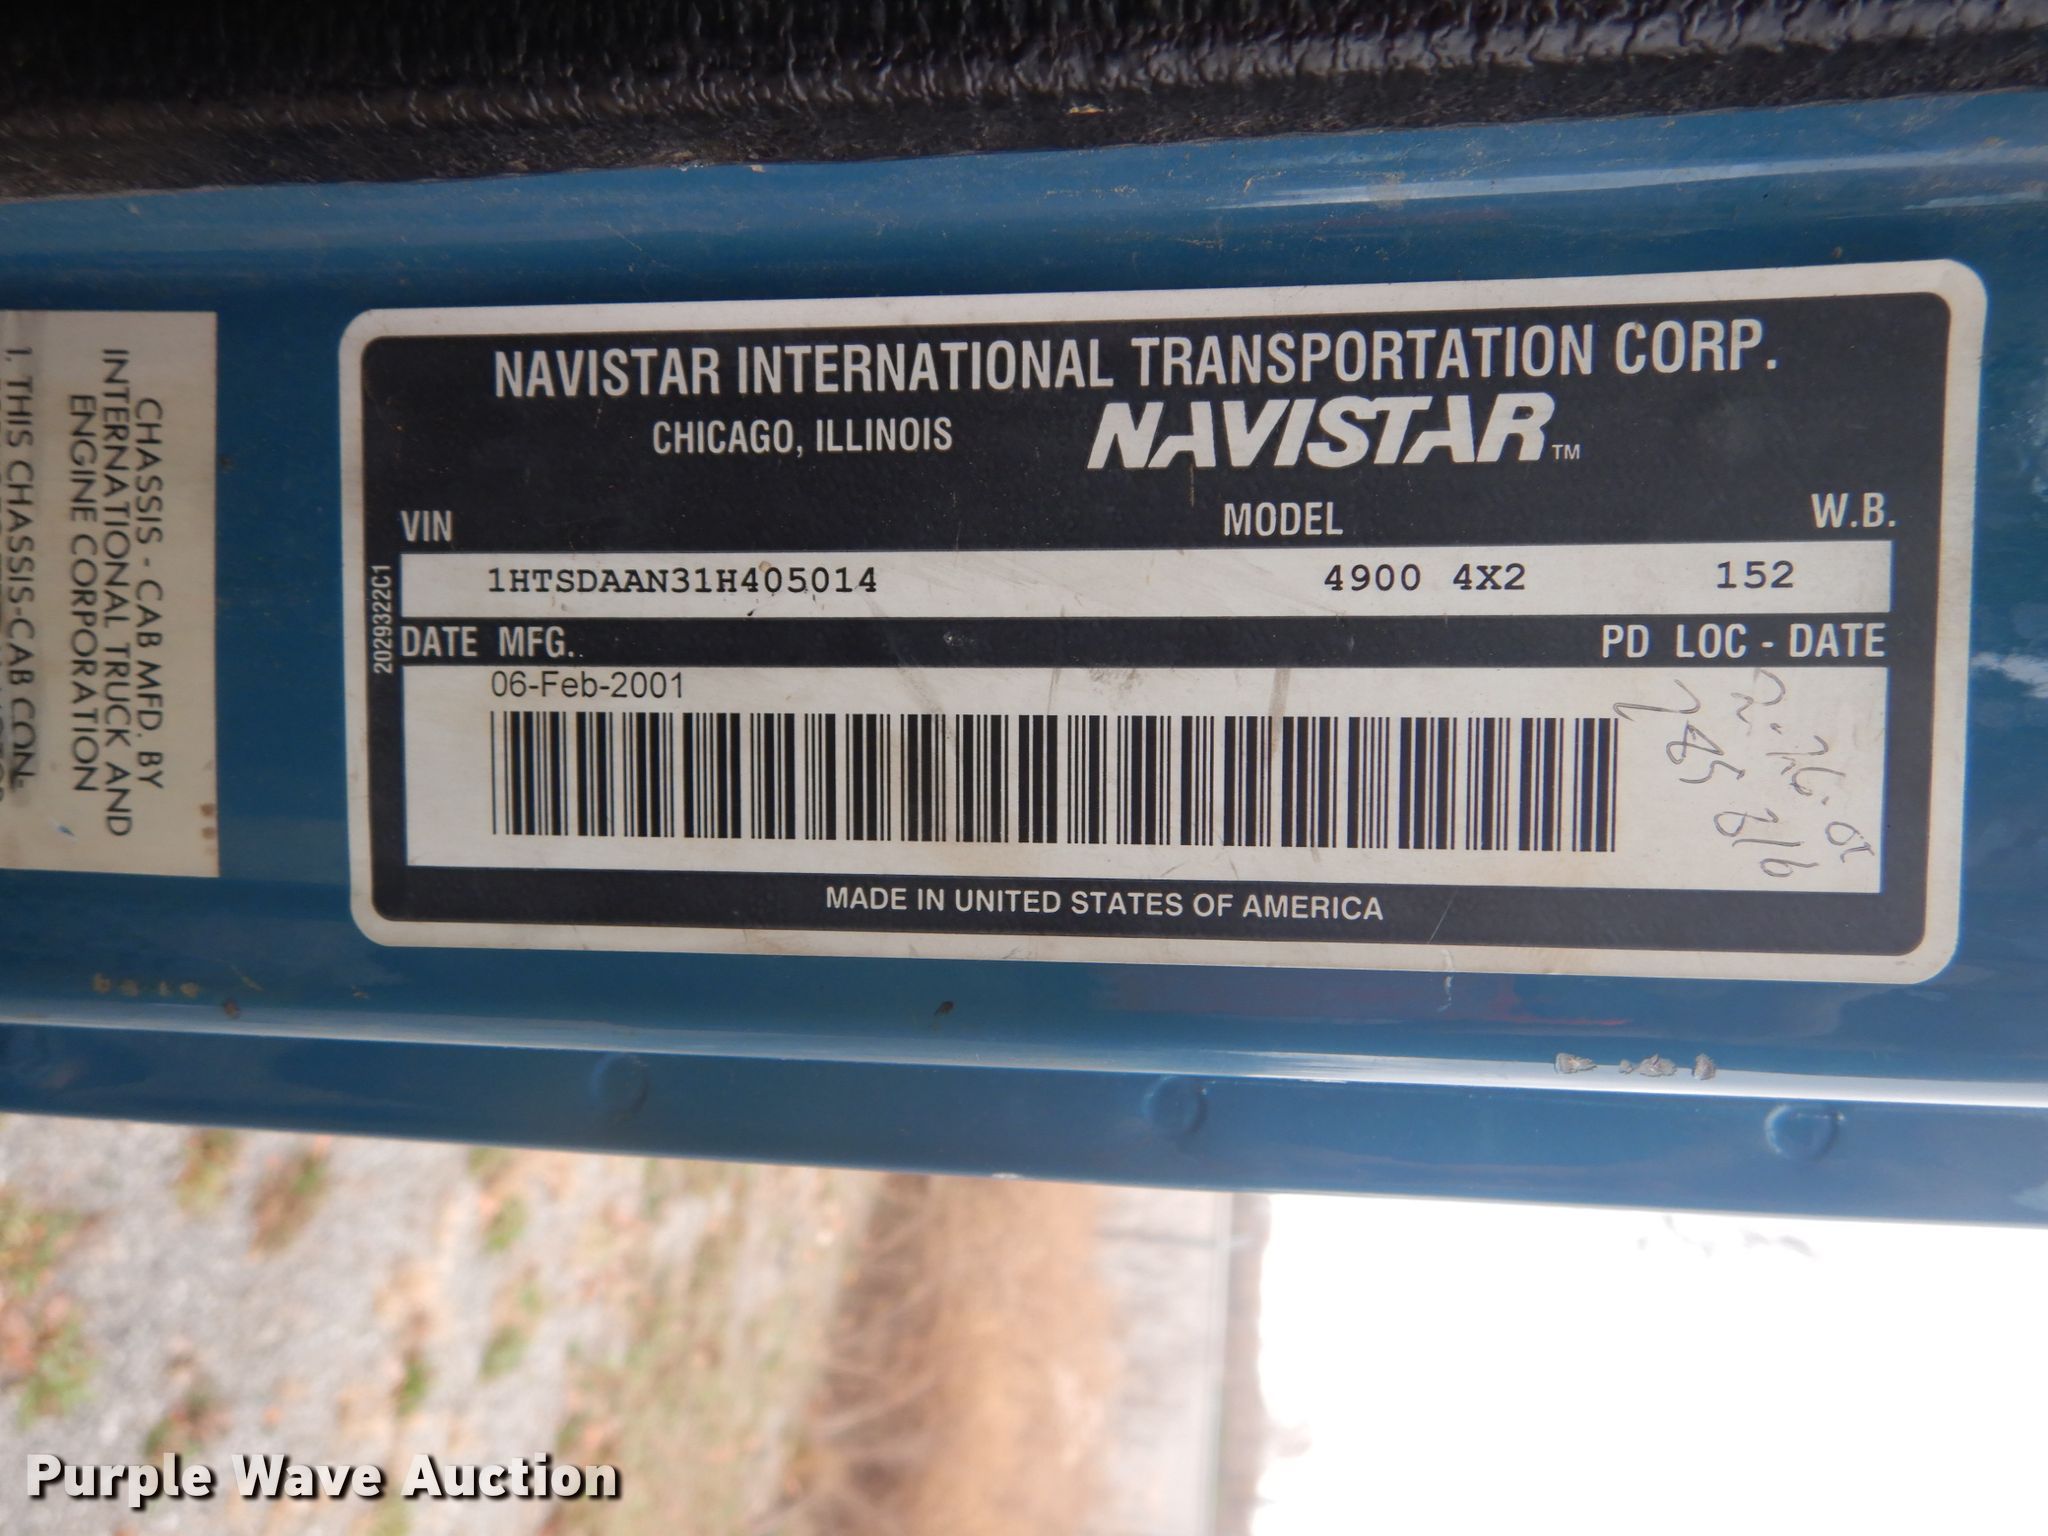 NAVISTAR INTERNATIONAL TRANSPORTATION CORP.
CHICAGO, ILLINOIS NAVISTAR TM
VIN MODEL W.B.
1HTSDAAN31H405014 4900 4X2 152
DATE MFG. PD LOC - DATE
06-Feb-2001
MADE IN UNITED STATES OF AMERICA
2029322C1
CHASSIS - CAB MFD. BY
INTERNATIONAL TRUCK AND
ENGINE CORPORATION
1. THIS CHASSIS-CAB CON-
Purple Wave Auction